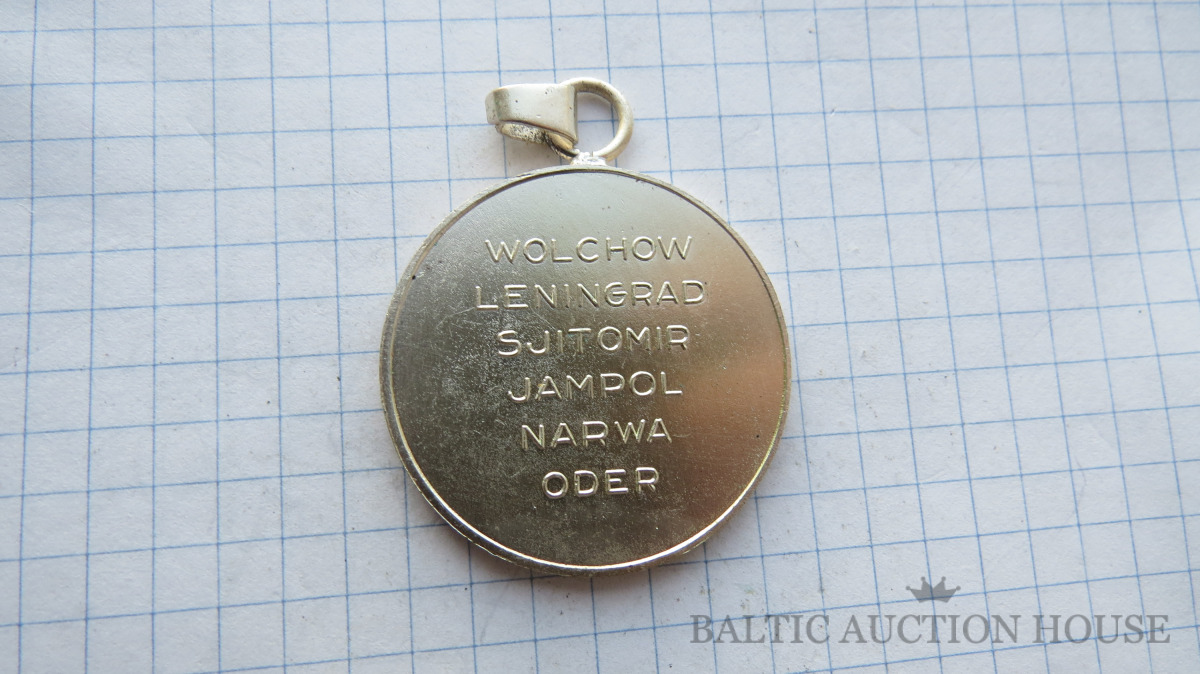 WOLCHOW
LENINGRAD
SJITOMIR
JAMPOL
NARWA
ODER
BALTIC AUCTION HOUSE